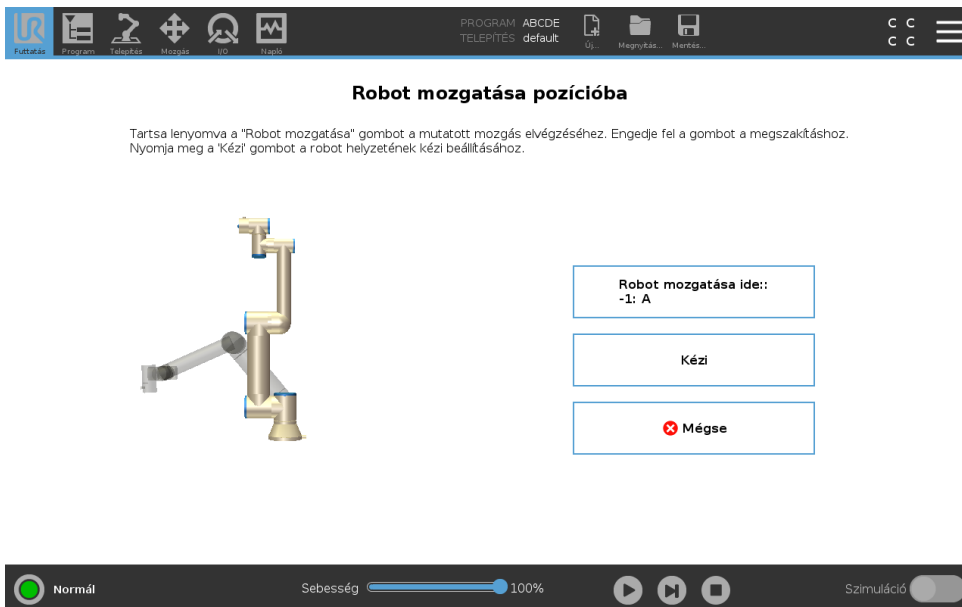 PROGRAM ABCDE
TELEPÍTÉS default
C C
C C
Futtatás Program Telepítés Mozgás I/O Napló Új... Megnyitás... Mentés...
Robot mozgatása pozícióba
Tartsa lenyomva a "Robot mozgatása" gombot a mutatott mozgás elvégzéséhez. Engedje fel a gombot a megszakításhoz.
Nyomja meg a 'Kézi' gombot a robot helyzetének kézi beállításához.
Robot mozgatása ide::
-1: A
Kézi
Mégse
Normál Sebesség 100% Szimuláció